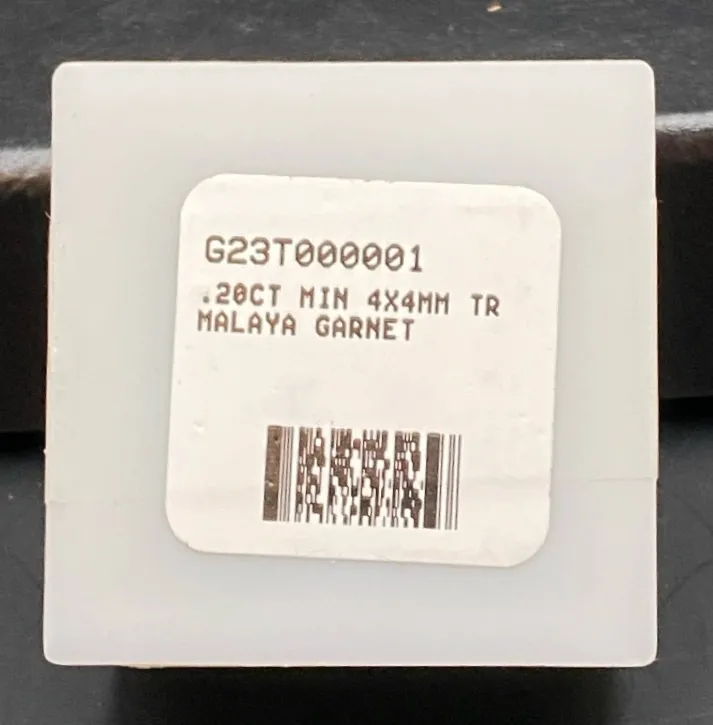 G23T000001
.20CT MIN 4X4MM TR
MALAYA GARNET